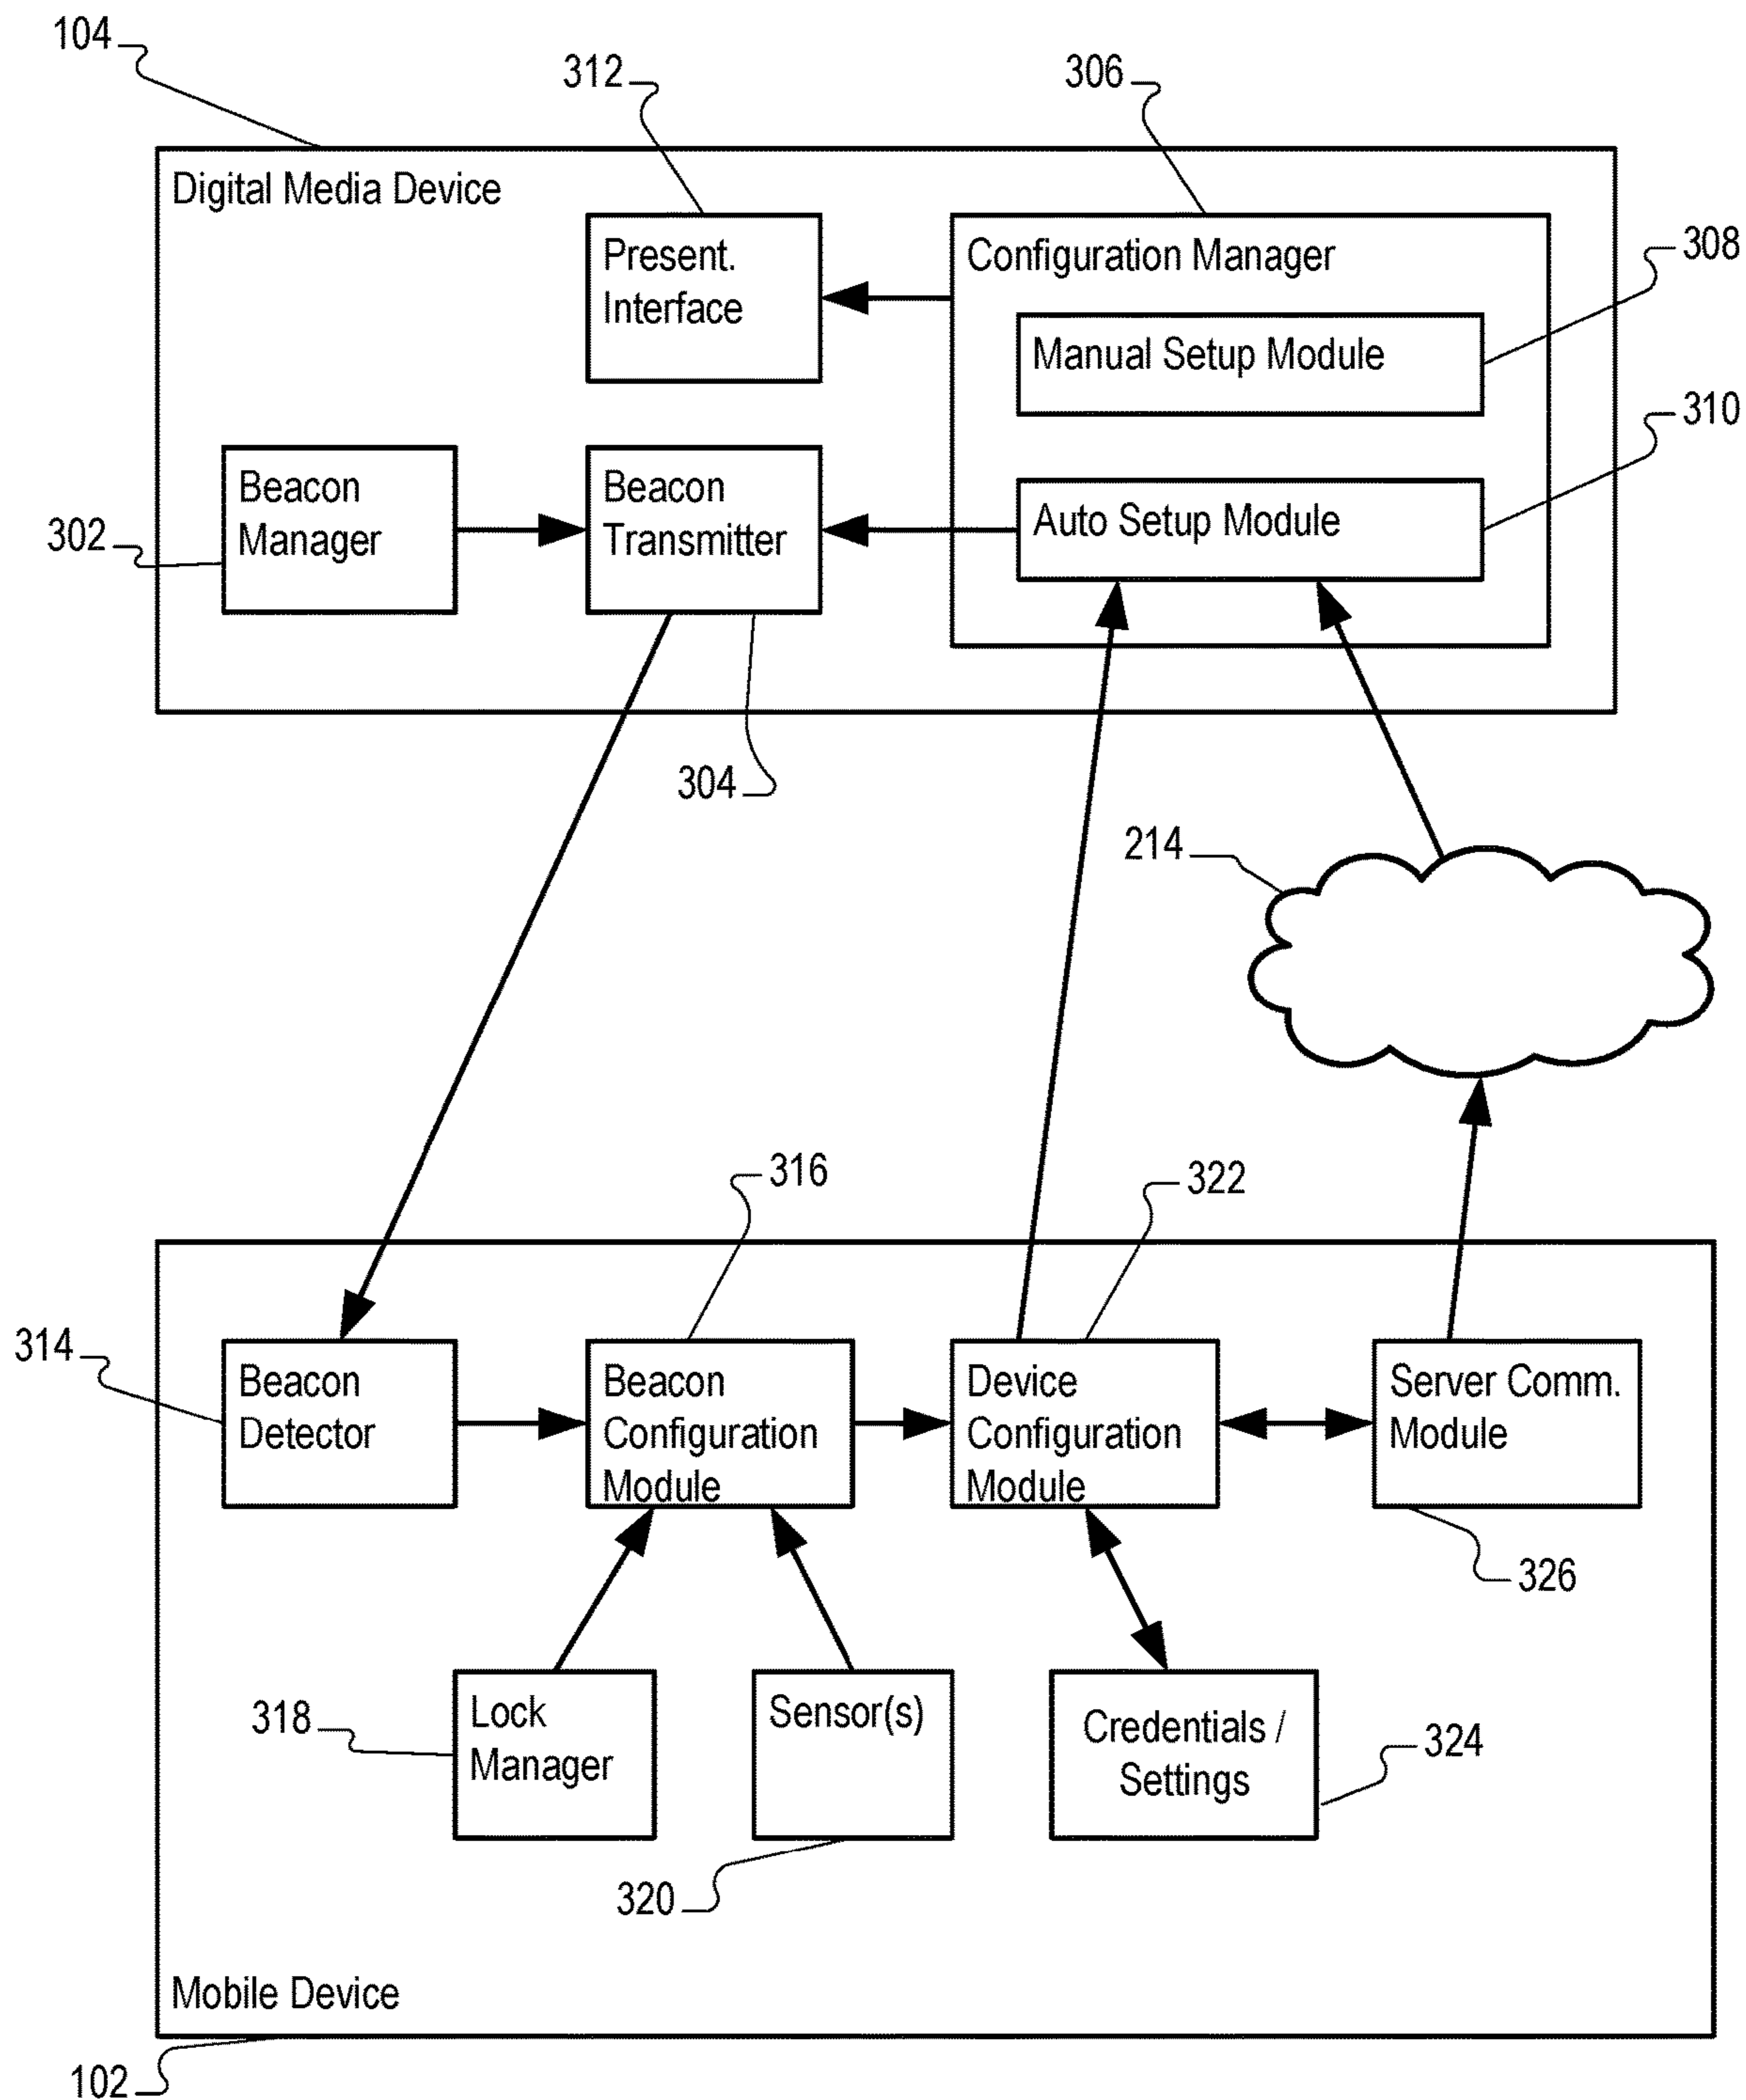 104
312
306
Digital Media Device
Present.
Interface
Configuration Manager
308
Manual Setup Module
310
Beacon
Manager
302
Beacon
Transmitter
Auto Setup Module
304
214
316
322
314
Beacon
Detector
Beacon
Configuration
Module
Device
Configuration
Module
Server Comm.
Module
326
318
Lock
Manager
Sensor(s)
Credentials /
Settings
324
320
Mobile Device
102